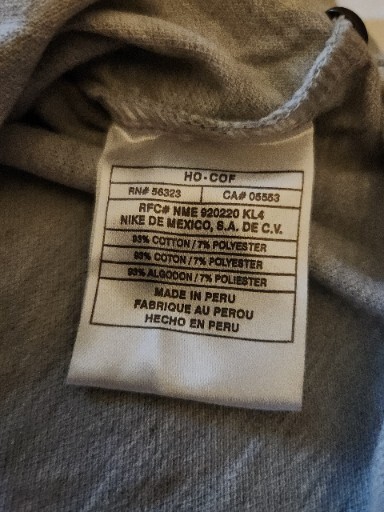 HO-COF
RN# 56323 CA# 05553
RFC# NME 920220 KL4
NIKE DE MEXICO, S.A. DE C.V.
93% COTTON / 7% POLYESTER
93% COTON / 7% POLYESTER
93% ALGODON / 7% POLIESTER
MADE IN PERU
FABRIQUE AU PEROU
HECHO EN PERU